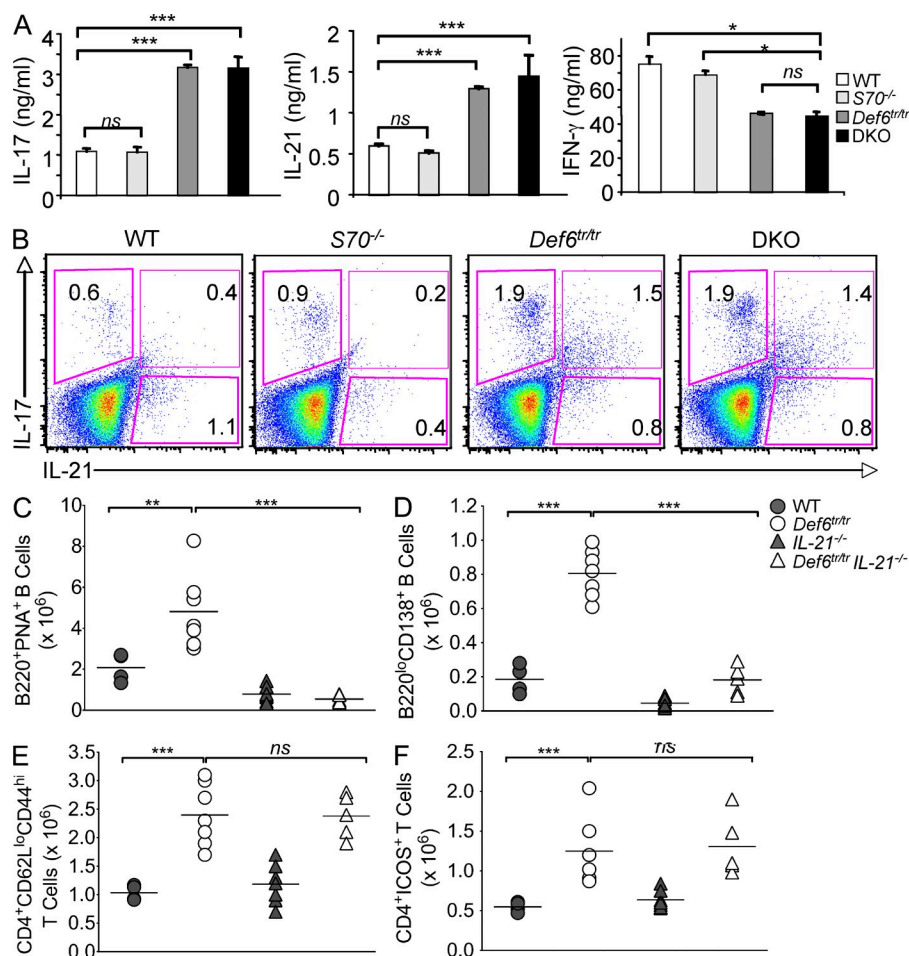 A
***
***
ns
4
3
2
1
0
IL-17 (ng/ml)
***
***
ns
2
1.5
1
0.5
0
IL-21 (ng/ml)
*
*
ns
80
60
40
20
0
IFN-γ (ng/ml)
WT
S70-/-
Def6tr/tr
DKO
B
WT
S70-/-
Def6tr/tr
DKO
0.6 0.4
1.1
0.9 0.2
0.4
1.9 1.5
0.8
1.9 1.4
0.8
IL-17
IL-21
C
** ***
10
8
6
4
2
0
B220+PNA+ B Cells
(x 10⁶)
D
*** ***
1.2
1.0
0.8
0.6
0.4
0.2
0.0
B220loCD138+ B Cells
(x 10⁶)
WT
Def6tr/tr
IL-21-/-
Def6tr/tr IL-21-/-
E
*** ns
3.5
3.0
2.5
2.0
1.5
1.0
0.5
0.0
CD4+CD62LloCD44hi
T Cells (x 10⁶)
F
*** ns
2.5
2.0
1.5
1.0
0.5
0.0
CD4+ICOS+ T Cells
(x 10⁶)